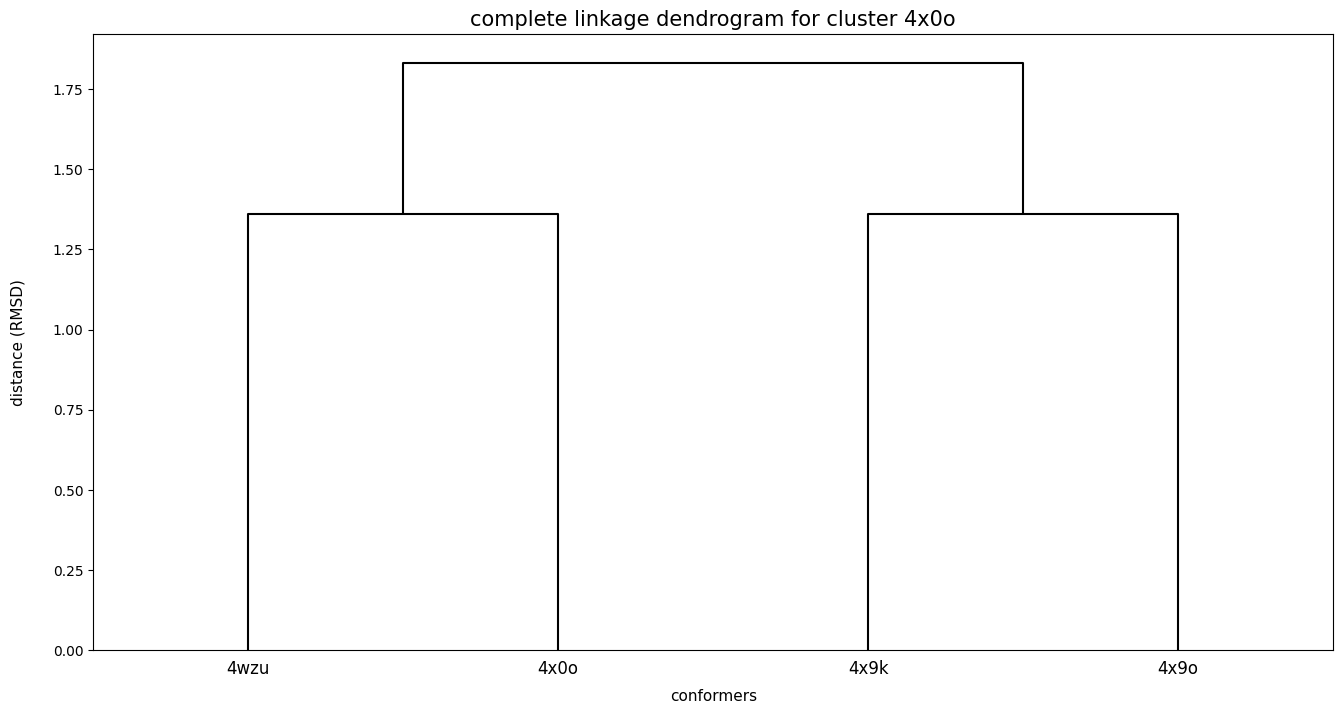 complete linkage dendrogram for cluster 4x0o
1.75
1.50
1.25
1.00
0.75
0.50
0.25
0.00
distance (RMSD)
4wzu 4x0o 4x9k 4x9o
conformers